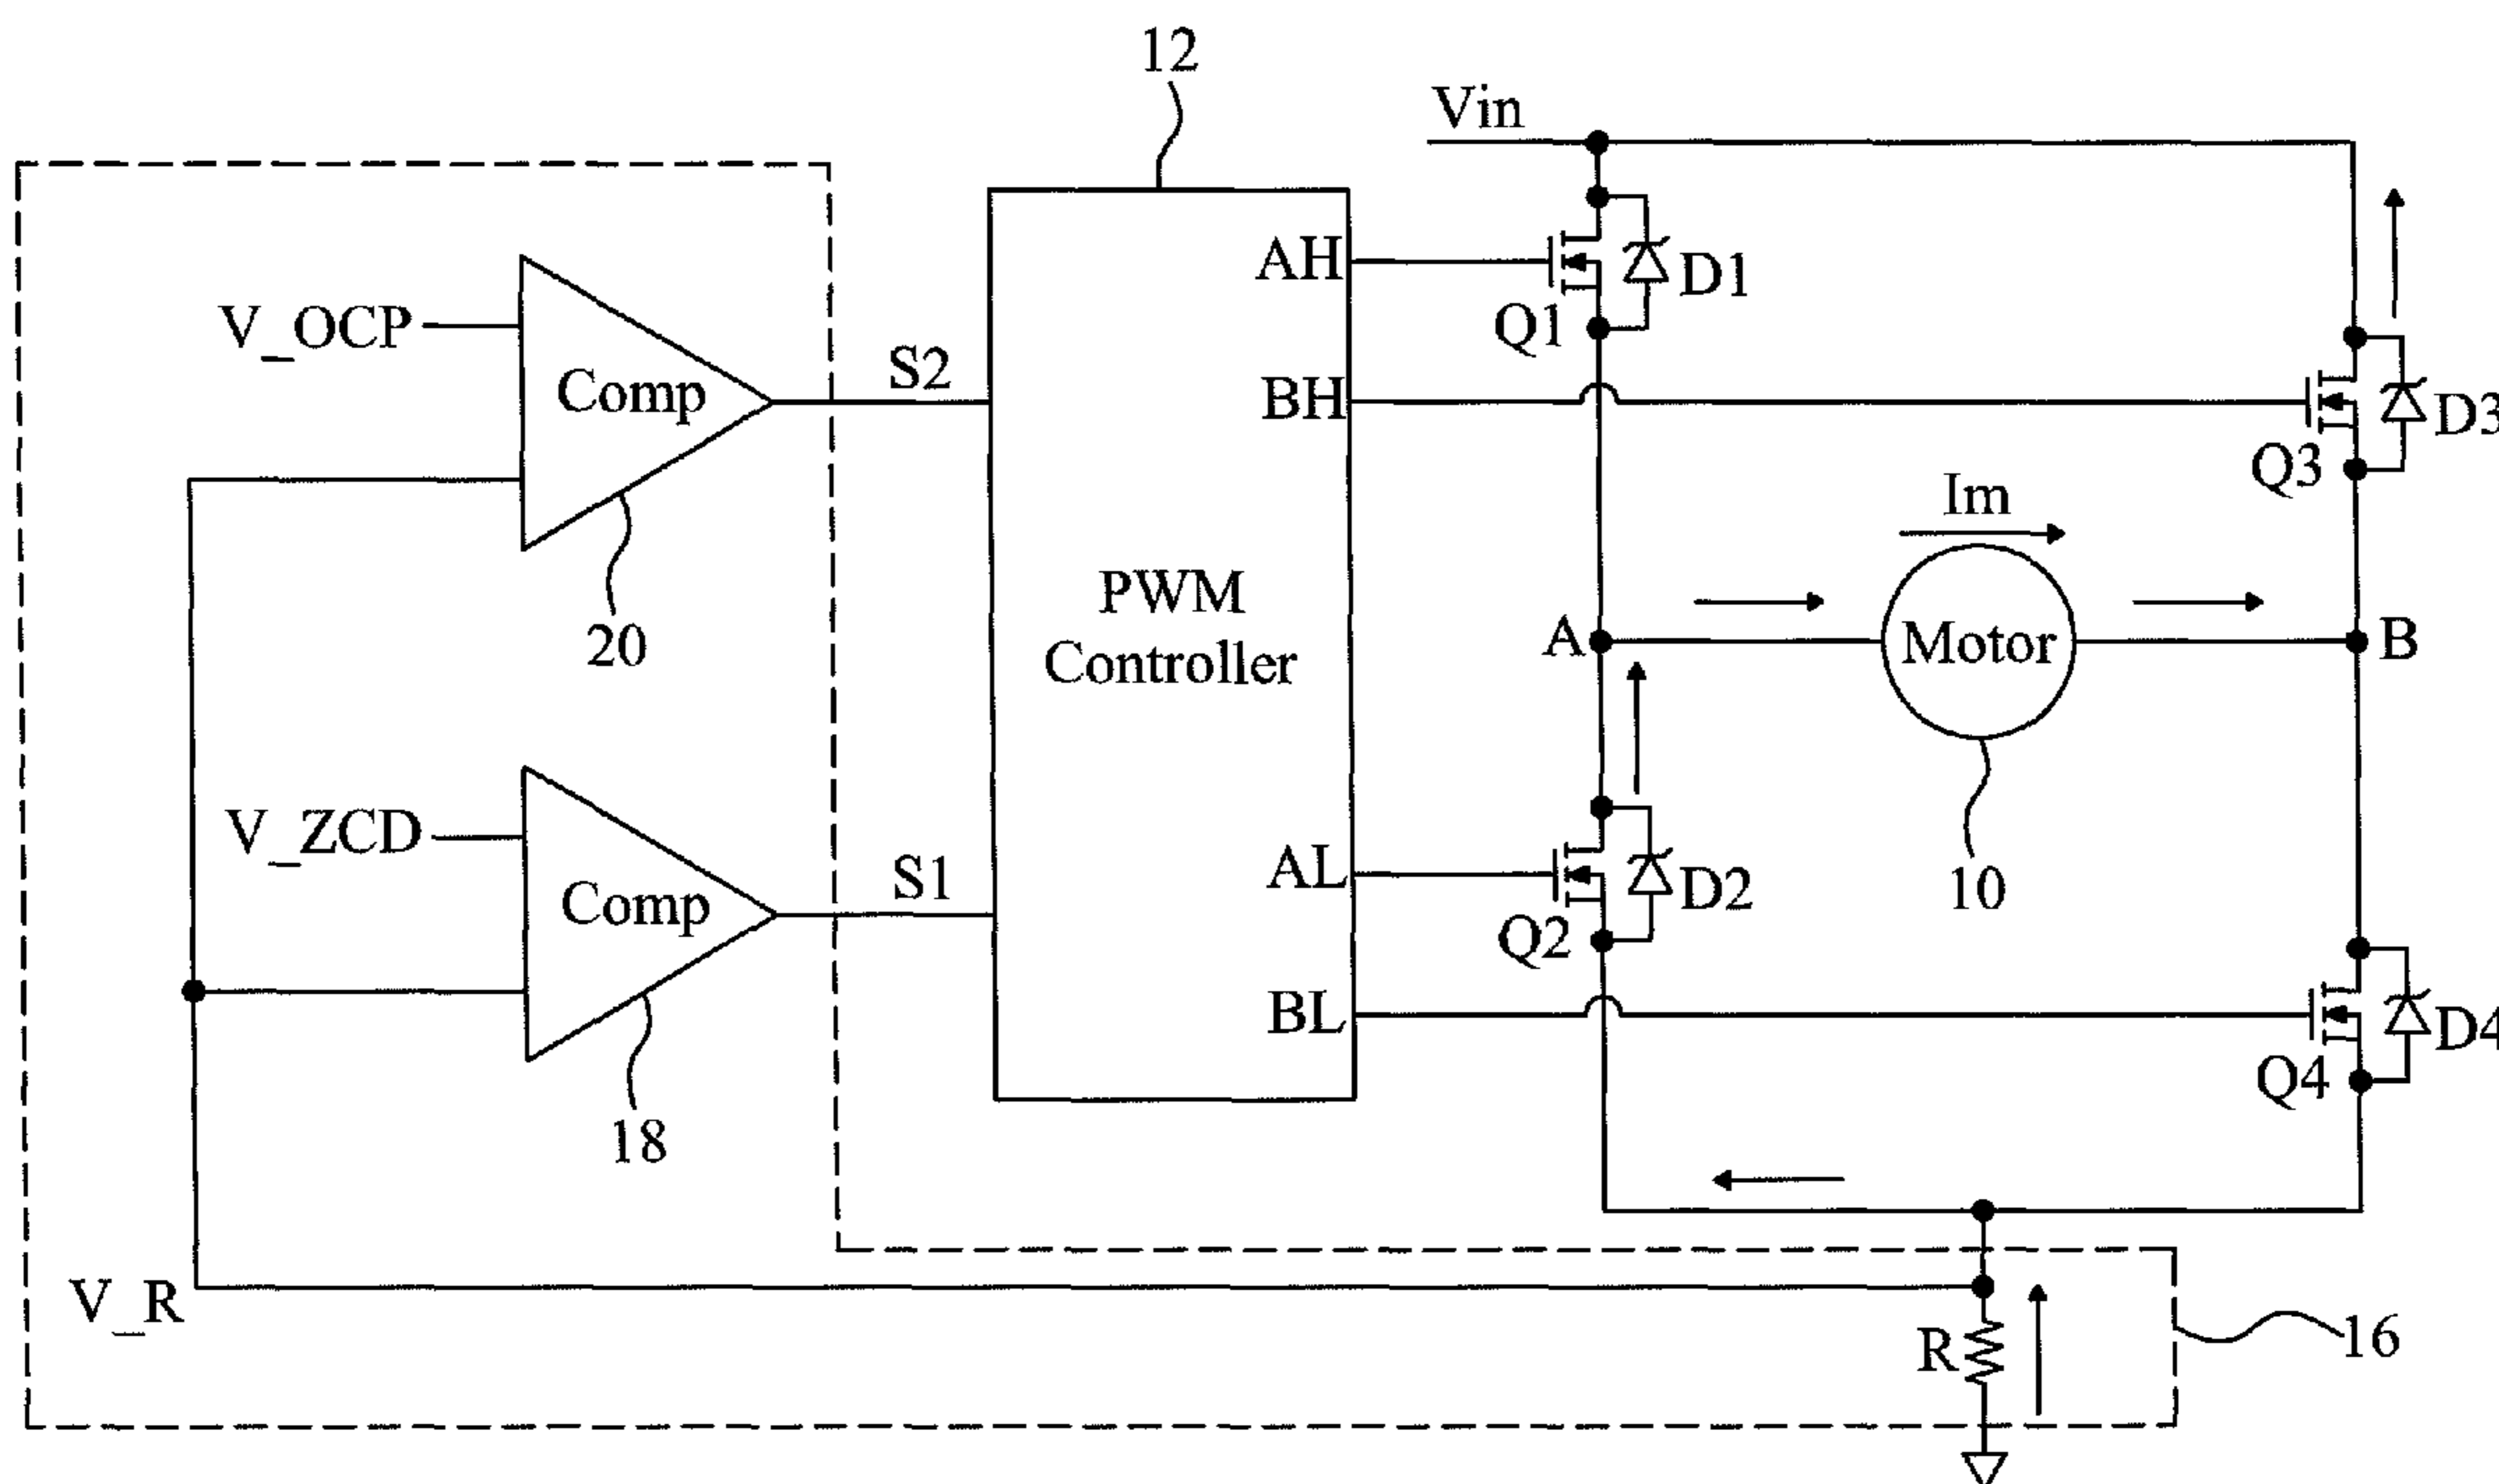 12
Vin
AH
D1
V_OCP
Q1
S2
Comp
BH
D3
Q3
Im
20
PWM
Controller
A
Motor
B
V_ZCD
S1
AL
D2
10
Comp
Q2
BL
D4
Q4
18
V_R
R
16